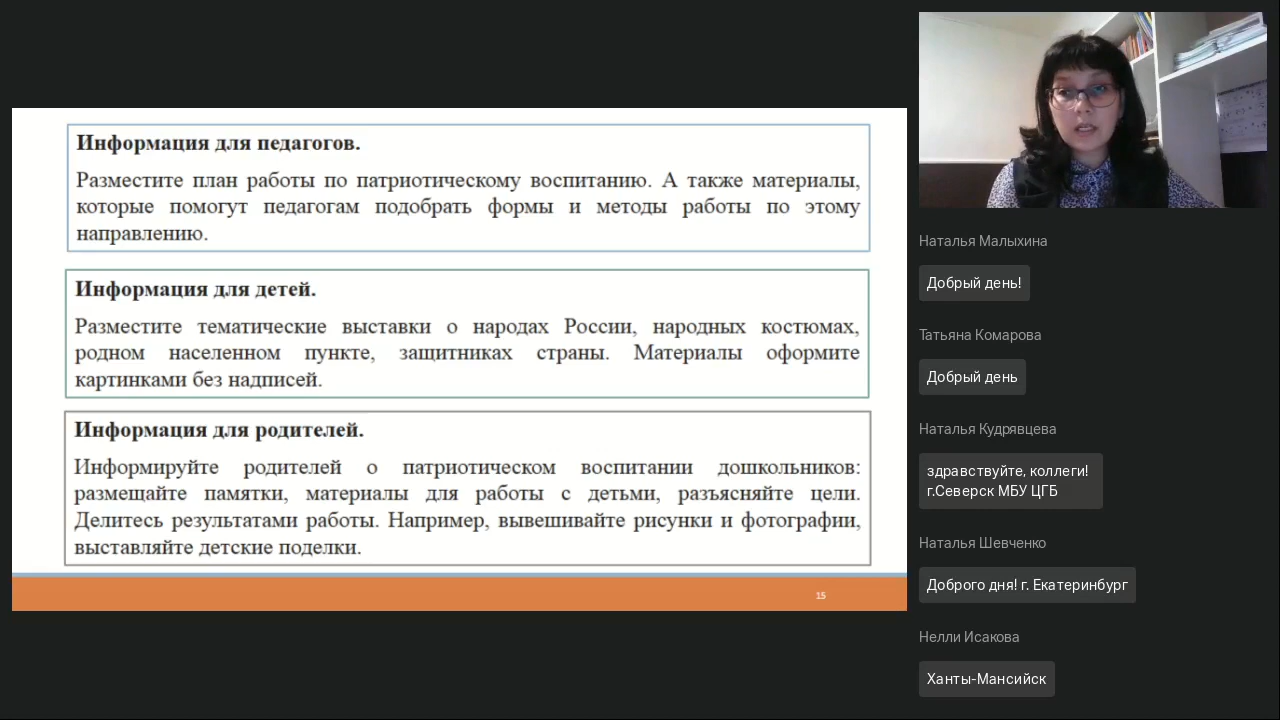 Информация для педагогов.
Разместите план работы по патриотическому воспитанию. А также материалы,
которые помогут педагогам подобрать формы и методы работы по этому
направлению.
Информация для детей.
Разместите тематические выставки о народах России, народных костюмах,
родном населенном пункте, защитниках страны. Материалы оформите
картинками без надписей.
Информация для родителей.
Информируйте родителей о патриотическом воспитании дошкольников:
размещайте памятки, материалы для работы с детьми, разъясняйте цели.
Делитесь результатами работы. Например, вывешивайте рисунки и фотографии,
выставляйте детские поделки.
15
Наталья Малыхина
Добрый день!
Татьяна Комарова
Добрый день
Наталья Кудрявцева
здравствуйте, коллеги!
г.Северск МБУ ЦГБ
Наталья Шевченко
Доброго дня! г. Екатеринбург
Нелли Исакова
Ханты-Мансийск